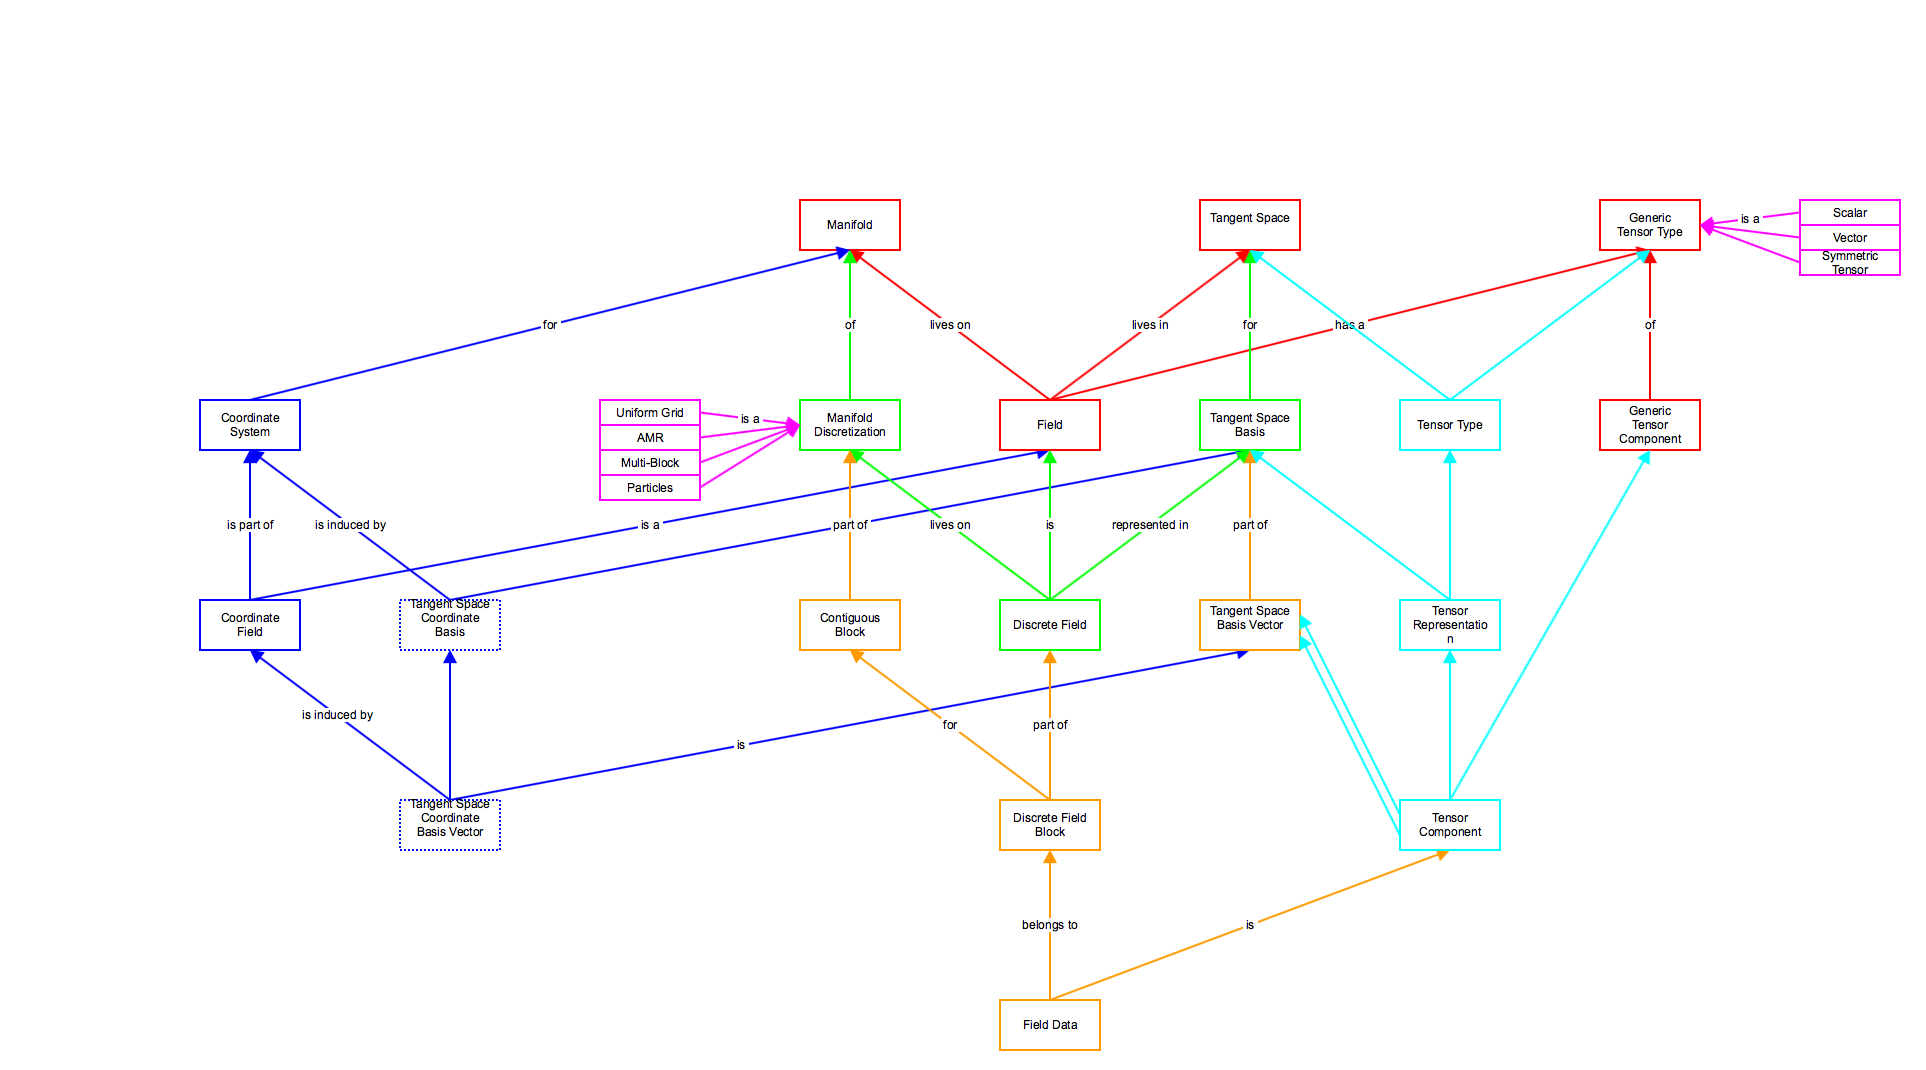 Manifold
Tangent Space
Generic
Tensor Type
is a
Scalar
Vector
Symmetric
Tensor
for
of
lives on
lives in
for
has a
of
Coordinate
System
Uniform Grid
AMR
Multi-Block
Particles
is a
Manifold
Discretization
Field
Tangent Space
Basis
Tensor Type
Generic
Tensor
Component
is part of
is induced by
is a
part of
lives on
is
represented in
part of
Coordinate
Field
Tangent Space
Coordinate
Basis
Contiguous
Block
Discrete Field
Tangent Space
Basis Vector
Tensor
Representatio
n
is induced by
is
for
part of
Tangent Space
Coordinate
Basis Vector
Discrete Field
Block
Tensor
Component
belongs to
is
Field Data